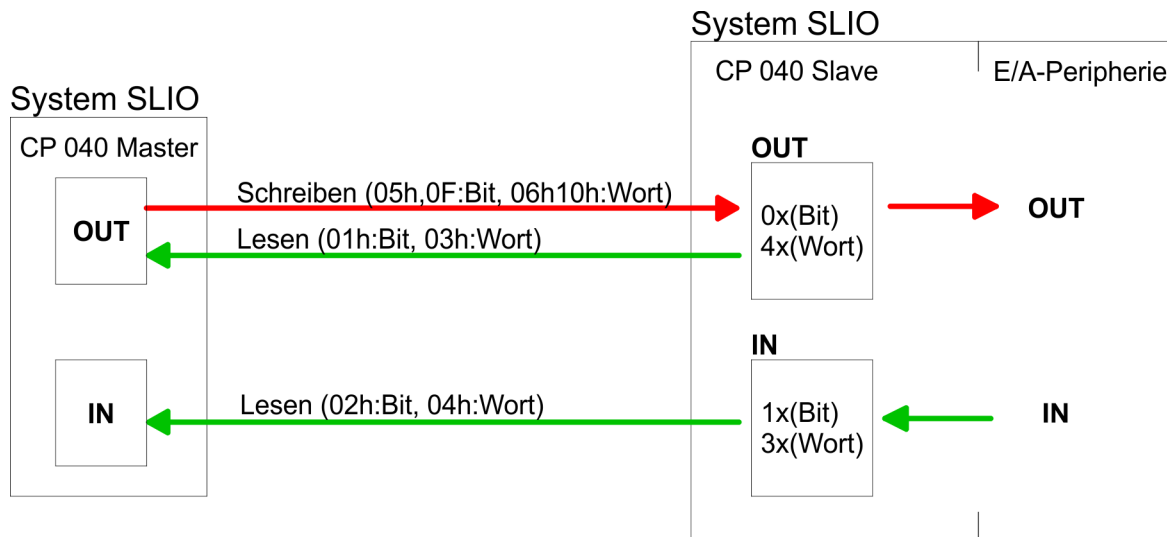 System SLIO
CP 040 Slave
E/A-Peripherie
System SLIO
CP 040 Master
OUT
Schreiben (05h,0F:Bit, 06h10h:Wort)
OUT
0x(Bit)
4x(Wort)
OUT
Lesen (01h:Bit, 03h:Wort)
IN
IN
Lesen (02h:Bit, 04h:Wort)
1x(Bit)
3x(Wort)
IN